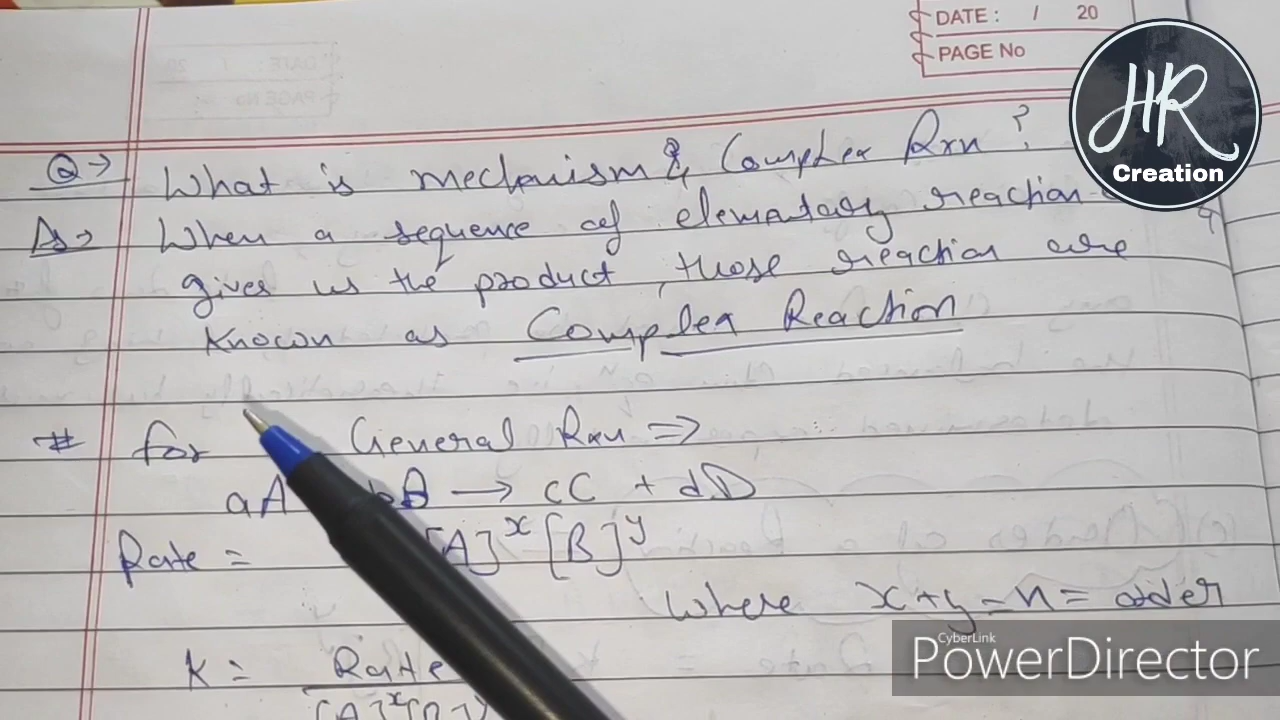 DATE : / 20
PAGE No
HR
Creation
Q → What is mechanism & Complex Rxn ?
As → When a sequence of elementary reaction
gives us the product, those reaction are
Known as Complex Reaction
# for General Rxn ⇒
aA bB → cC + dD
Rate = [A]^x [B]^y
Where x+y = n = order
K = Rate
[A]^x [B]^y
CyberLink
PowerDirector